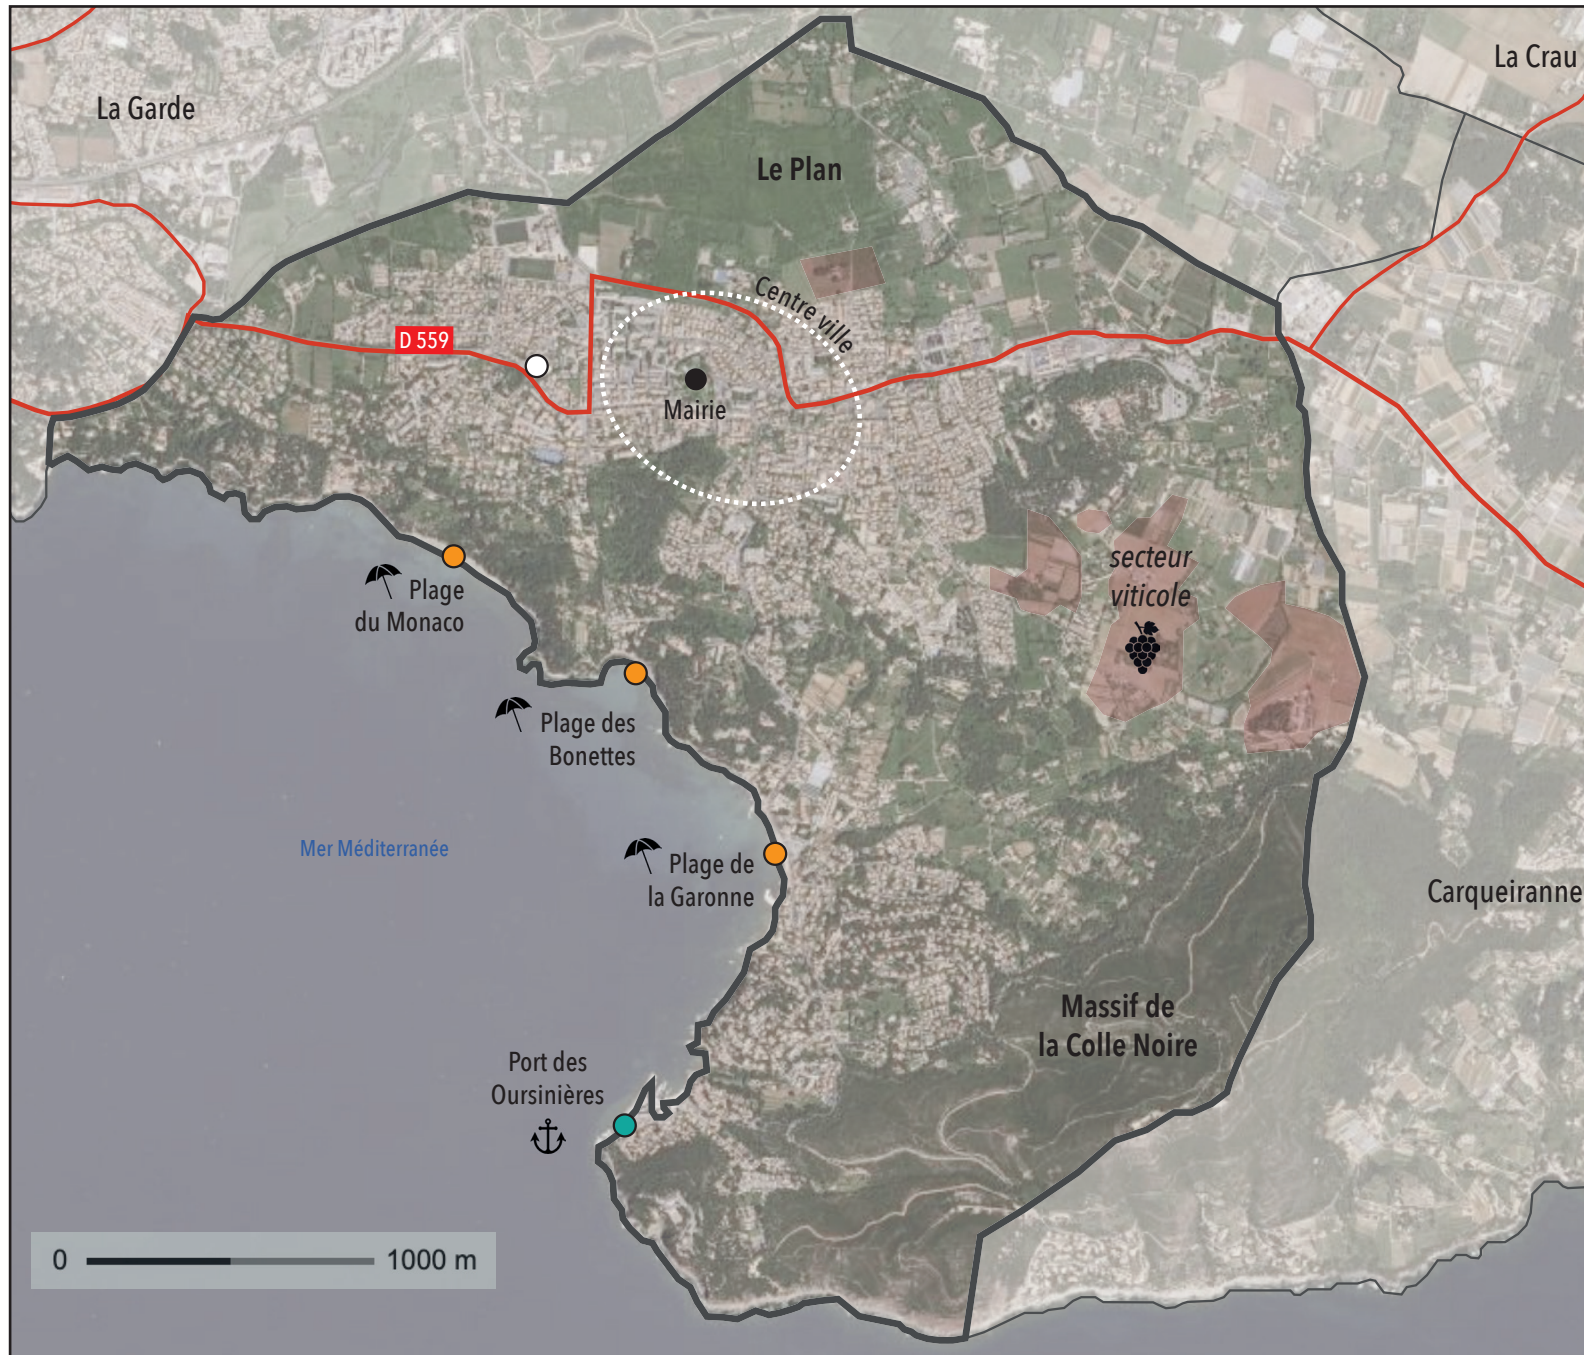 La Crau
La Garde
Le Plan
Centre ville
D 559
Mairie
secteur
viticole
Plage
du Monaco
Plage des
Bonettes
Mer Méditerranée
Plage de
la Garonne
Carqueiranne
Massif de
la Colle Noire
Port des
Oursinières
0 1000 m